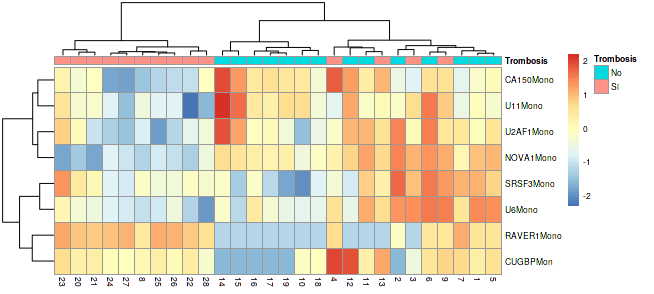 Trombosis
CA150Mono
U11Mono
U2AF1Mono
NOVA1Mono
SRSF3Mono
U6Mono
RAVER1Mono
CUGBPMon
23 20 21 24 27 8 25 26 22 28 14 15 16 17 19 10 18 4 12 11 13 2 3 6 9 7 1 5
2
1
0
-1
-2
Trombosis
No
SI